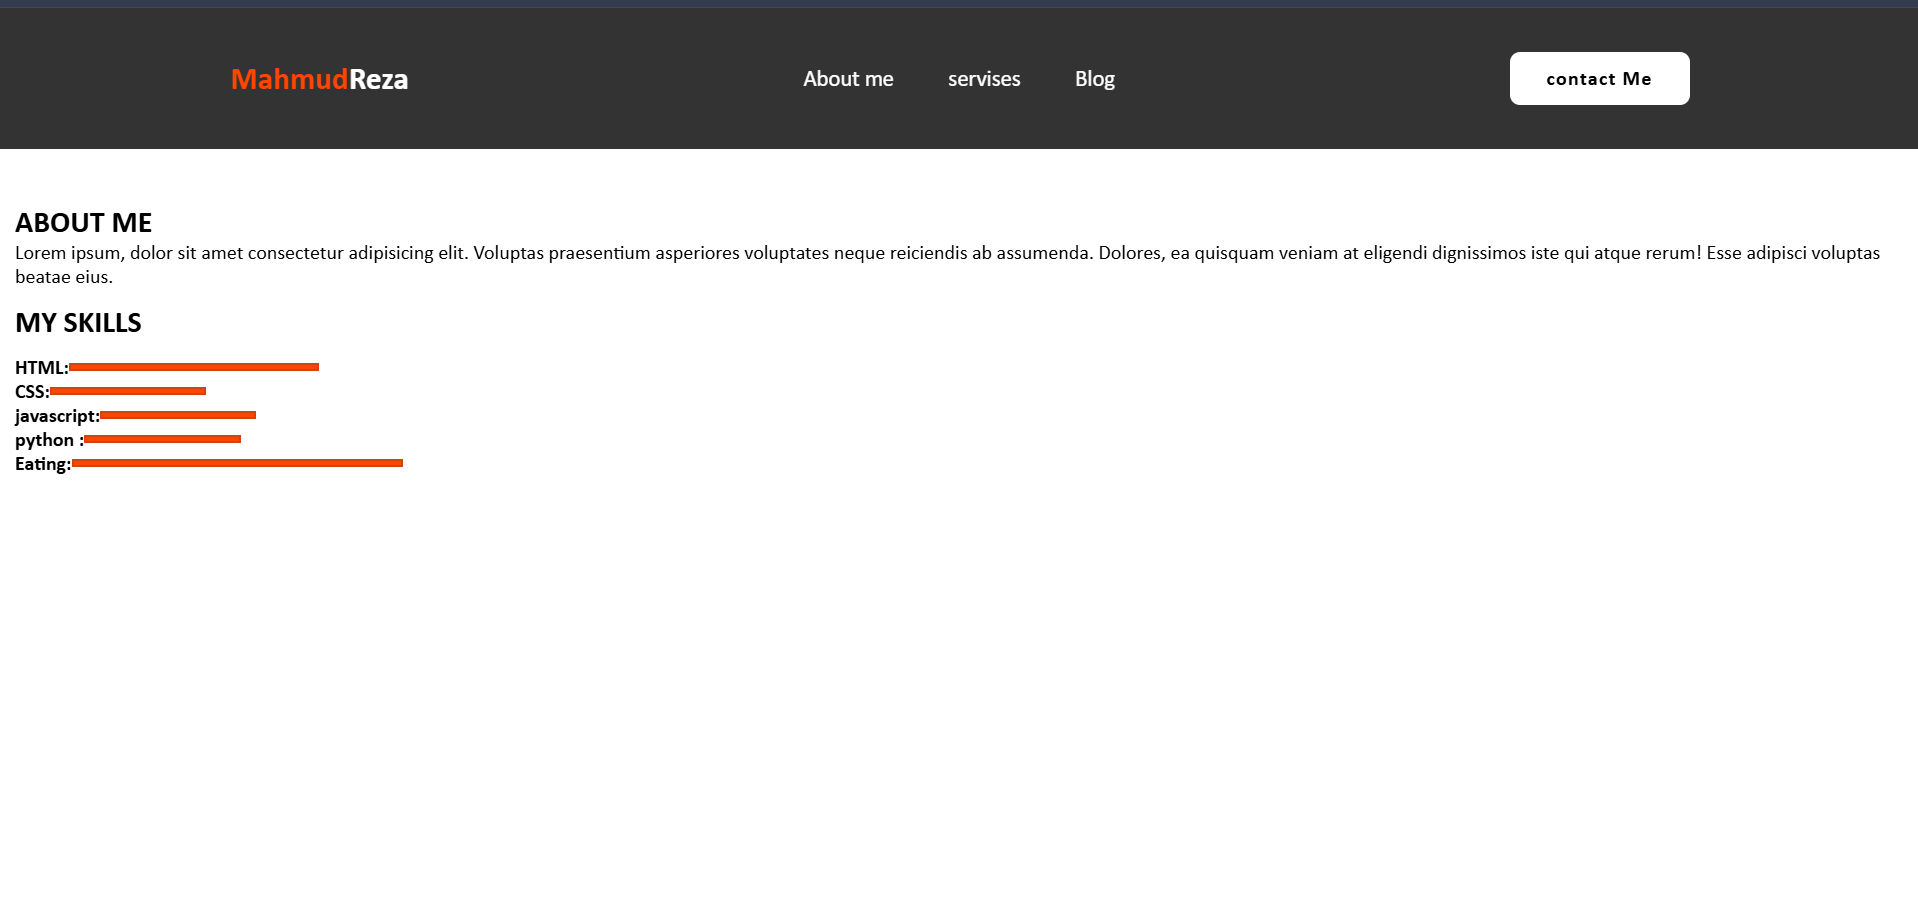 MahmudReza
About me
servises
Blog
contact Me
ABOUT ME
Lorem ipsum, dolor sit amet consectetur adipisicing elit. Voluptas praesentium asperiores voluptates neque reiciendis ab assumenda. Dolores, ea quisquam veniam at eligendi dignissimos iste qui atque rerum! Esse adipisci voluptas
beatae eius.
MY SKILLS
HTML:
CSS:
javascript:
python :
Eating: